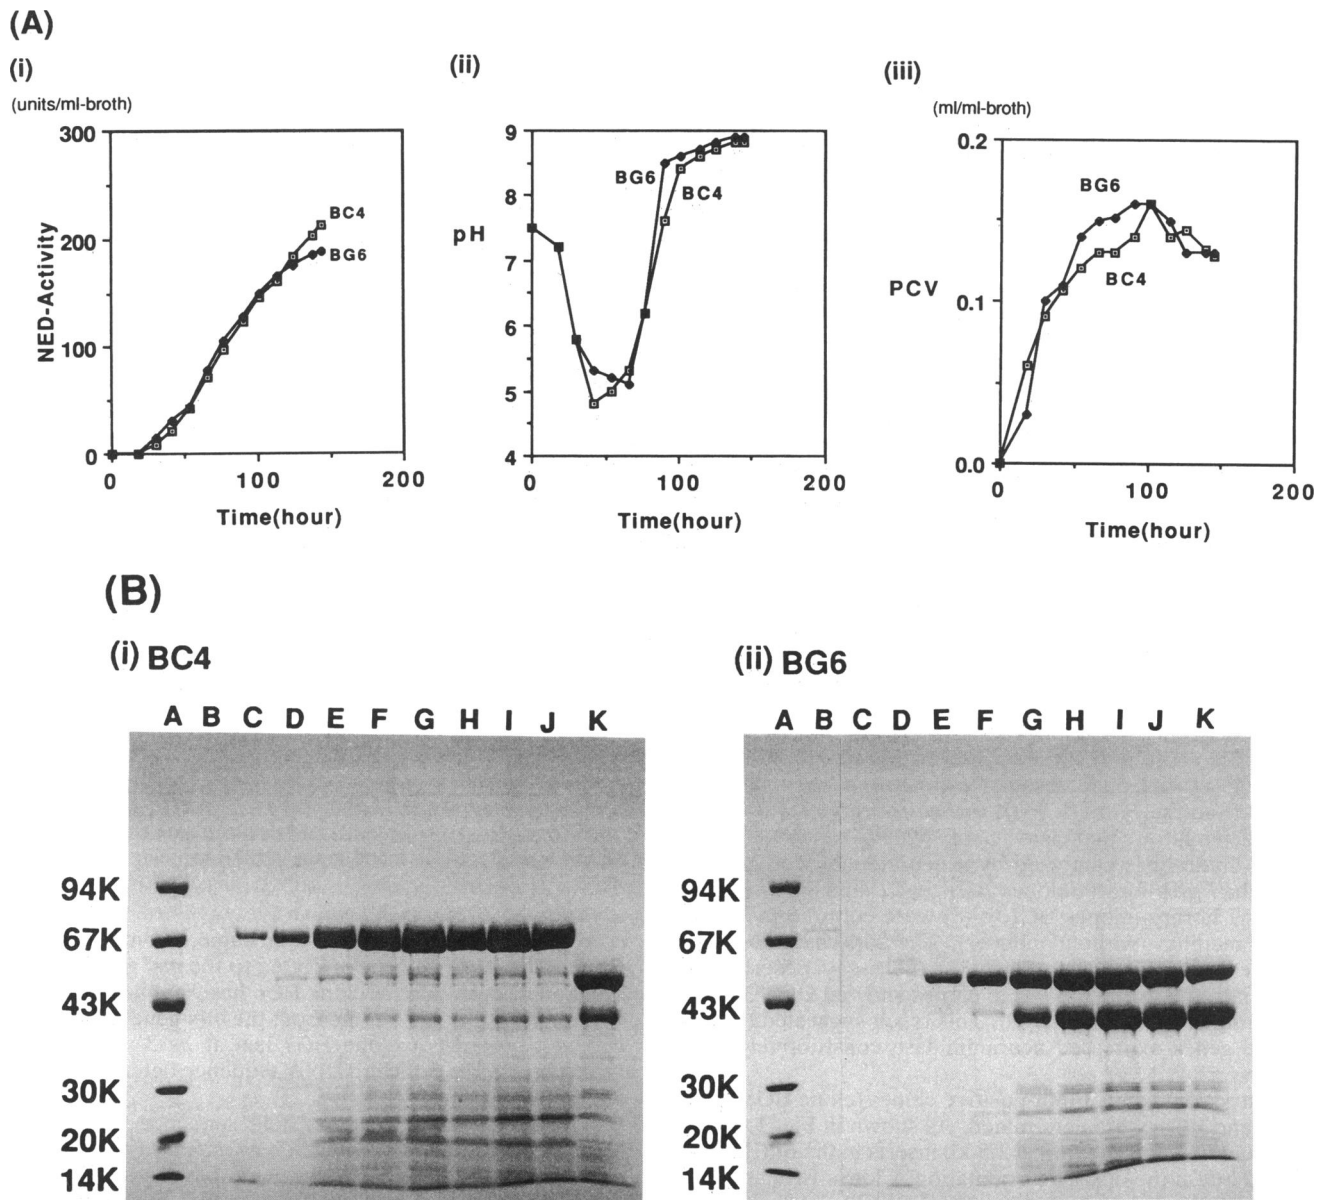 (A)
(i)
(units/ml-broth)
300
200
100
0
NED-Activity
BC4
BG6
0 100 200
Time(hour)
(ii)
9
8
7
6
5
4
pH
BG6
BC4
0 100 200
Time(hour)
(iii)
(ml/ml-broth)
0.2
0.1
0.0
PCV
BG6
BC4
0 100 200
Time(hour)
(B)
(i) BC4
A B C D E F G H I J K
94K
67K
43K
30K
20K
14K
(ii) BG6
A B C D E F G H I J K
94K
67K
43K
30K
20K
14K